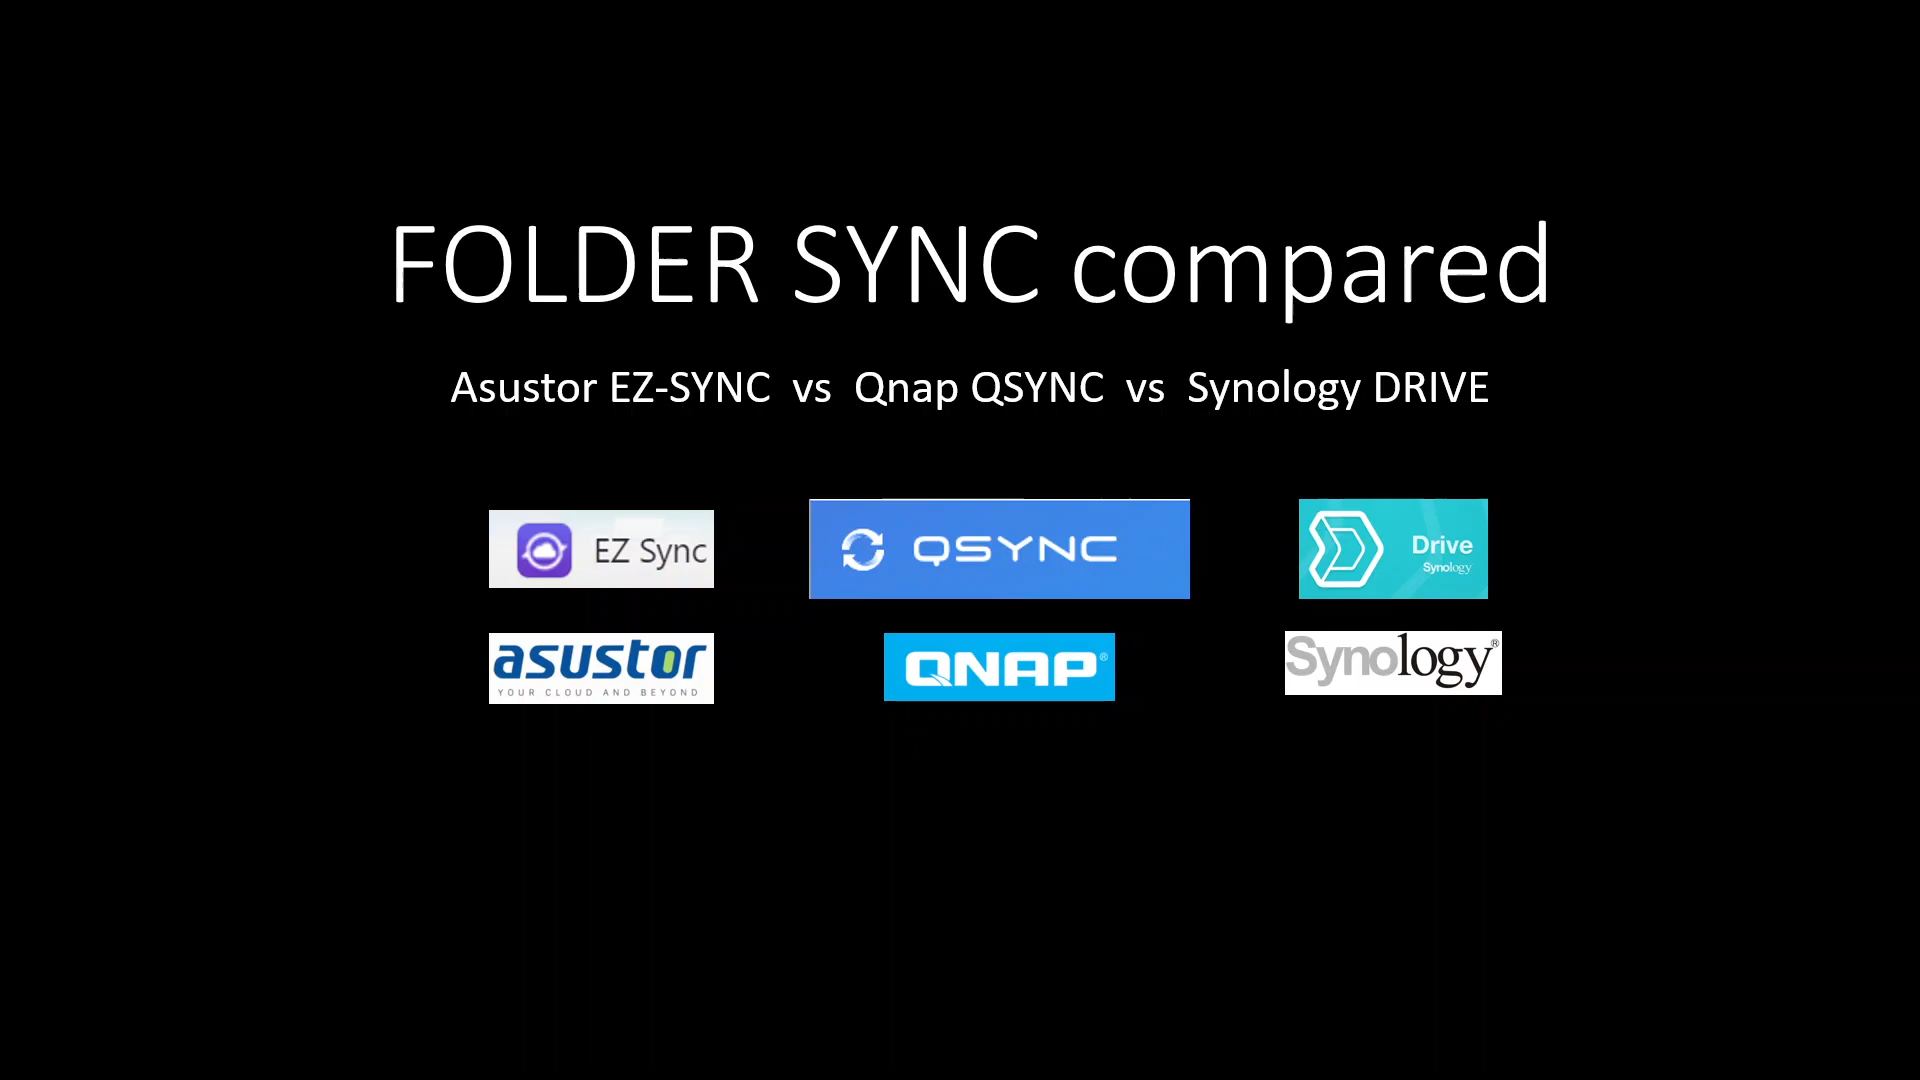 FOLDER SYNC compared
Asustor EZ-SYNC vs Qnap QSYNC vs Synology DRIVE
EZ Sync
QSYNC
Drive
Synology
asustor
YOUR CLOUD AND BEYOND
QNAP®
Synology®